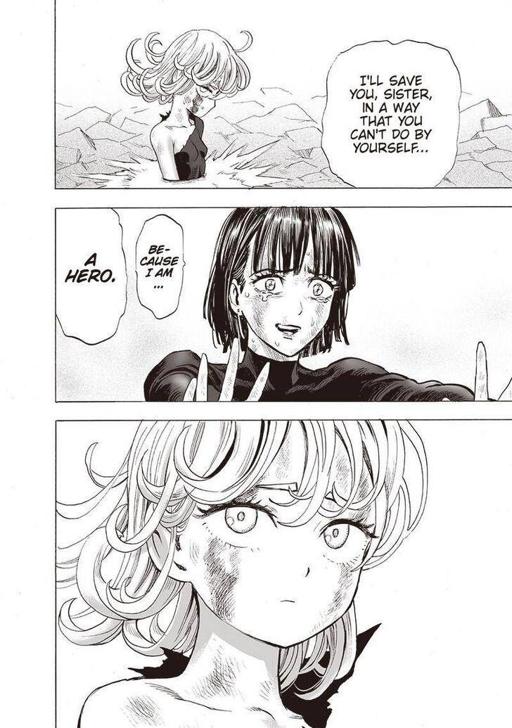 I'LL SAVE
YOU, SISTER,
IN A WAY
THAT YOU
CAN'T DO BY
YOURSELF...
BE-
CAUSE
I AM
...
A
HERO.